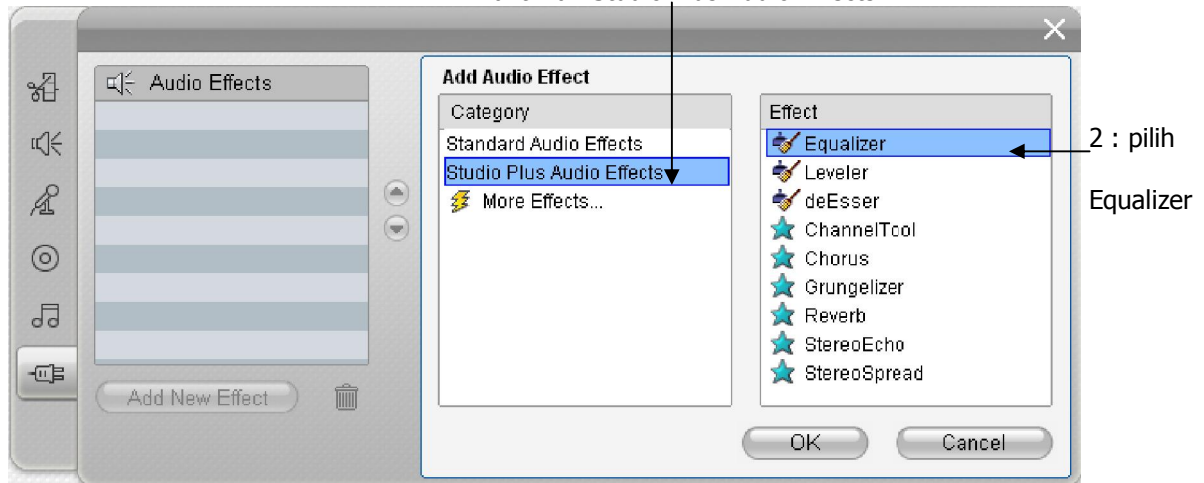 Audio Effects
Add New Effect
Add Audio Effect
Category
Standard Audio Effects
Studio Plus Audio Effects
More Effects...
Effect
Equalizer
Leveler
deEsser
ChannelTool
Chorus
Grungelizer
Reverb
StereoEcho
StereoSpread
OK Cancel
2 : pilih
Equalizer